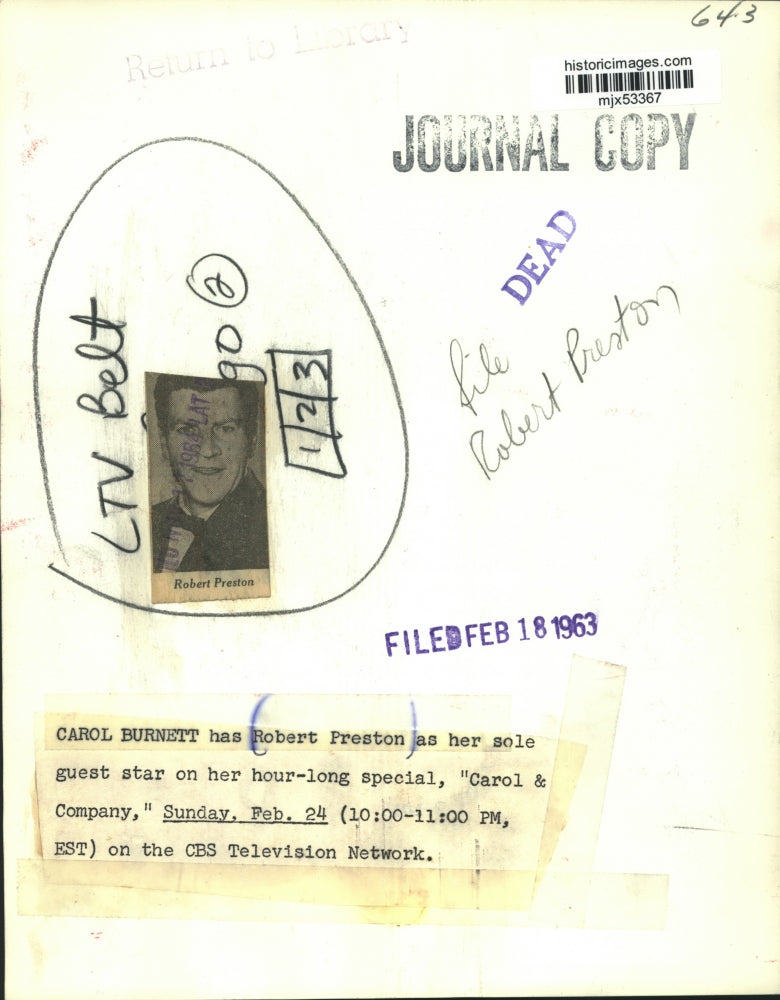 643
Return to Library
historicimages.com
mjx53367
JOURNAL COPY
DEAD
File
Robert Preston
LTV Belt
90 2
1 2 3
Robert Preston
FILED FEB 18 1963
CAROL BURNETT has Robert Preston as her sole
guest star on her hour-long special, "Carol &
Company," Sunday, Feb. 24 (10:00-11:00 PM,
EST) on the CBS Television Network.